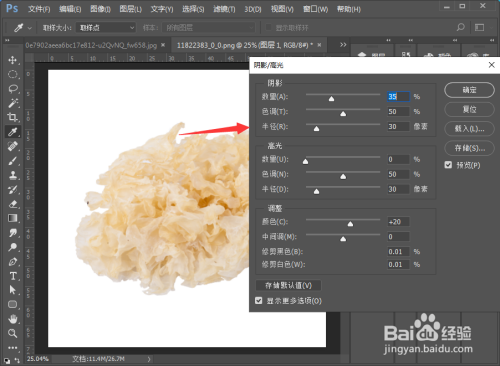 Ps 文件(F) 编辑(E) 图像(I) 图层(L) 文字(Y) 选择(S) 滤镜(T) 3D(D) 视图(V) 窗口(W) 帮助(H)
取样大小: 取样点 样本: 所有图层 显示取样环
0e7902aeea6bc17e812-u2QvNQ_fw658.jpg × 11822383_0_0.png @ 25% (图层 1, RGB/8#) * ×
阴影/高光
阴影
数量(A): 35 %
色调(T): 50 %
半径(R): 30 像素
高光
数量(U): 0 %
色调(N): 50 %
半径(D): 30 像素
调整
颜色(C): +20
中间调(M): 0
修剪黑色(B): 0.01 %
修剪白色(W): 0.01 %
存储默认值(V)
显示更多选项(O)
确定
复位
载入(L)...
存储(S)...
预览(P)
25.04% 文档:11.4M/26.7M
Bai 经验
jingyan.baidu.com